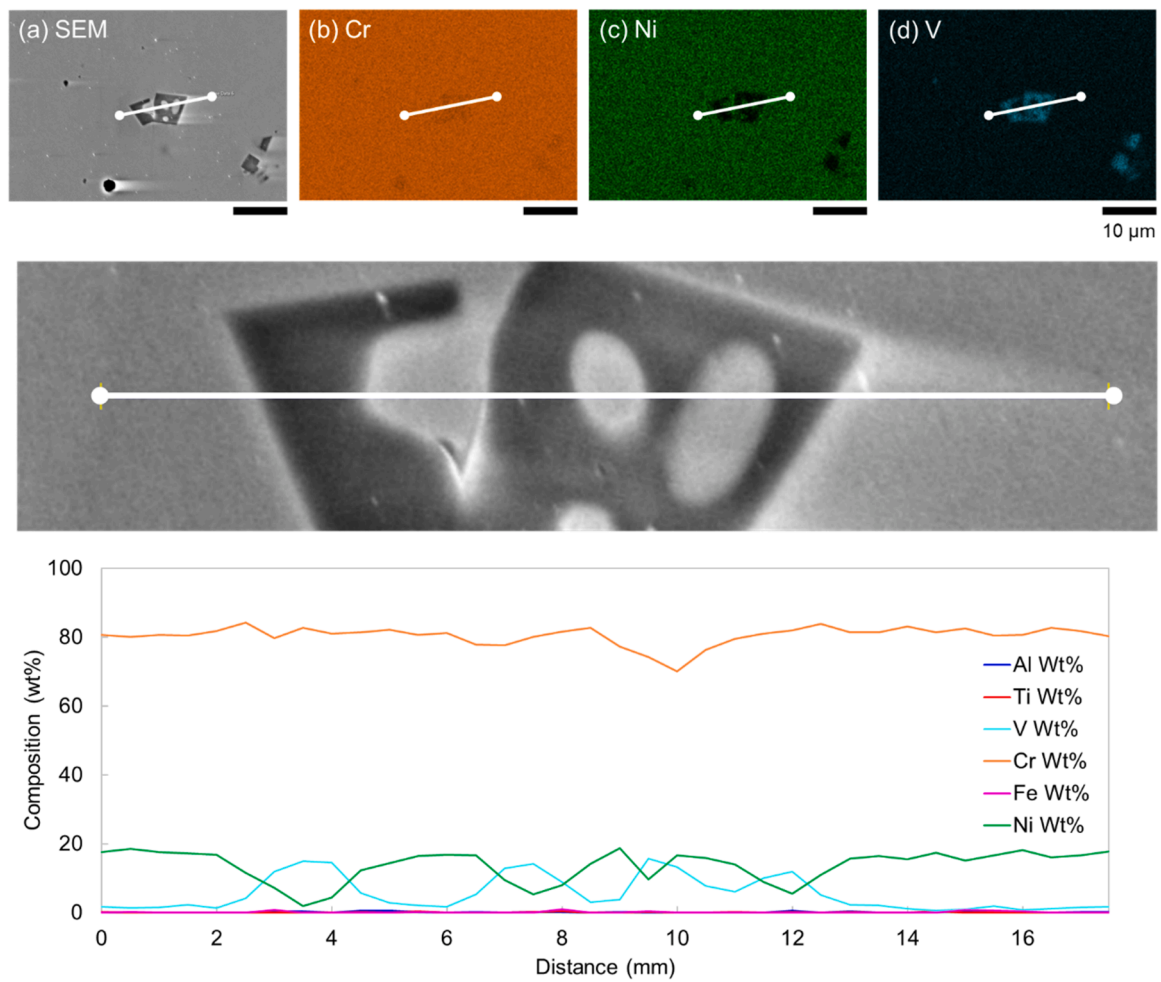 (a) SEM
(b) Cr
(c) Ni
(d) V
10 μm
100
80
60
40
20
0
Composition (wt%)
Al Wt%
Ti Wt%
V Wt%
Cr Wt%
Fe Wt%
Ni Wt%
0 2 4 6 8 10 12 14 16
Distance (mm)